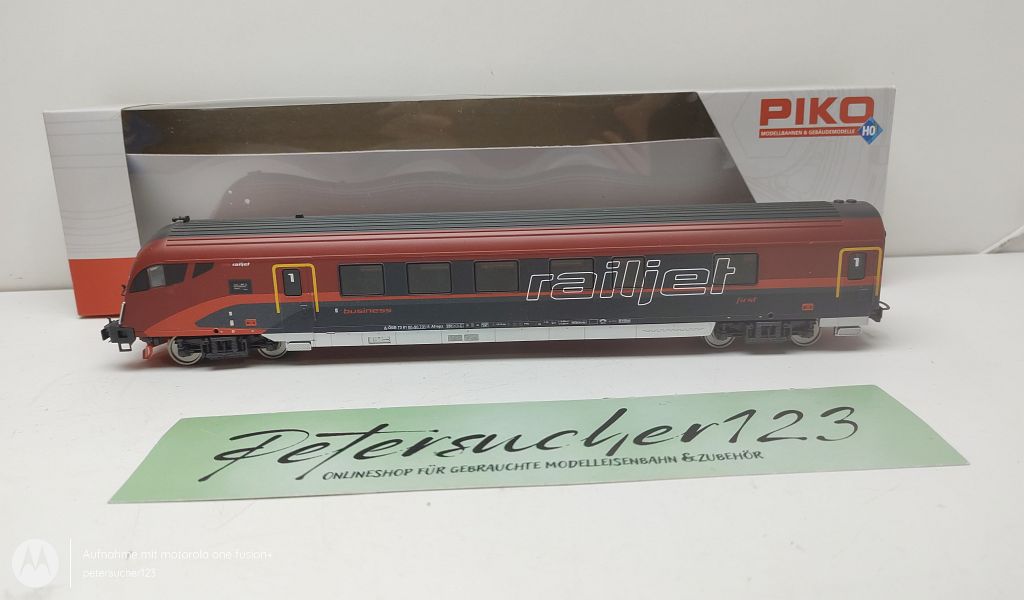 PIKO
MODELLBAHNEN & GEBÄUDEMODELLE
H0
railjet
1
railjet
1
business
first
Petersucher123
ONLINESHOP FÜR GEBRAUCHTE MODELLEISENBAHN & ZUBEHÖR
Aufnahme mit motorola one fusion+
petersucher123